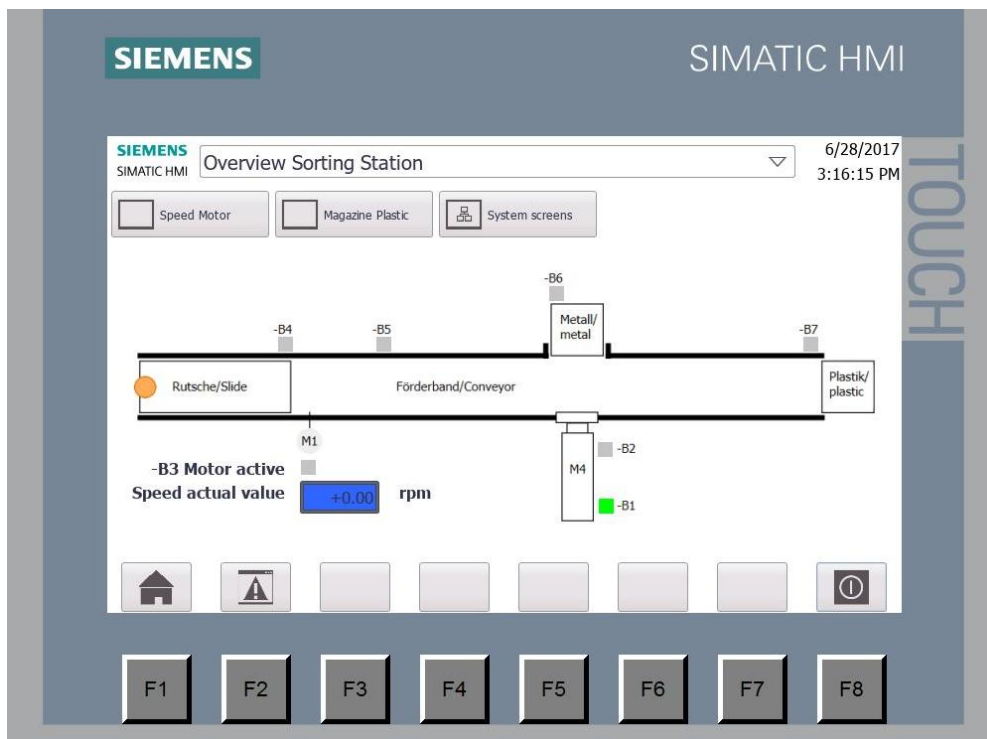 SIEMENS
SIMATIC HMI
TOUCH
SIEMENS
SIMATIC HMI
Overview Sorting Station
6/28/2017
3:16:15 PM
Speed Motor
Magazine Plastic
System screens
-B6
Metall/
metal
-B4
-B5
-B7
Rutsche/Slide
Förderband/Conveyor
Plastik/
plastic
M1
-B2
-B3 Motor active
M4
Speed actual value
+0.00
rpm
-B1
F1
F2
F3
F4
F5
F6
F7
F8